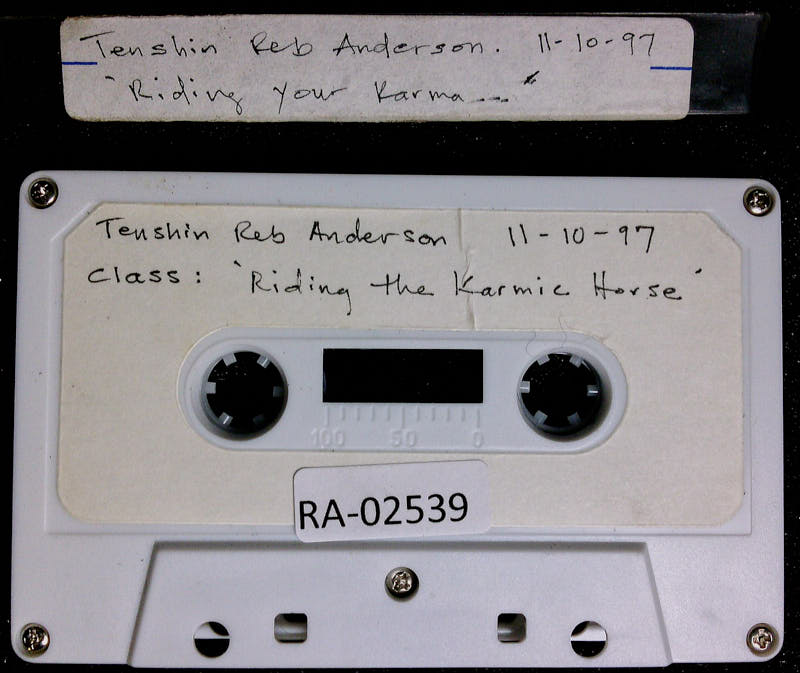 Tenshin Reb Anderson. 11-10-97
"Riding your Karma..."
Tenshin Reb Anderson 11-10-97
class: 'Riding the Karmic Horse'
100 50 0
RA-02539